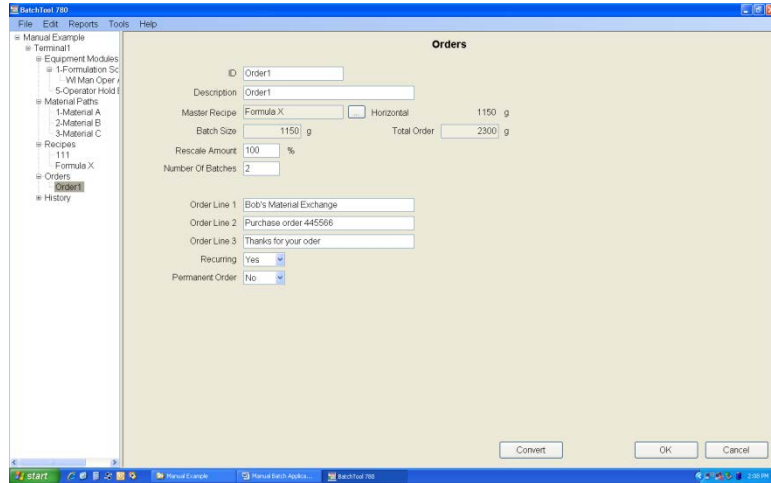 BatchTool 780
File Edit Reports Tools Help
Manual Example
Terminal1
Equipment Modules
1-Formulation Sc
WI Man Oper
5-Operator Hold
Material Paths
1-Material A
2-Material B
3-Material C
Recipes
111
Formula X
Orders
Order1
History
Orders
ID Order1
Description Order1
Master Recipe Formula X ... Horizontal 1150 g
Batch Size 1150 g Total Order 2300 g
Rescale Amount 100 %
Number Of Batches 2
Order Line 1 Bob's Material Exchange
Order Line 2 Purchase order 445566
Order Line 3 Thanks for your oder
Recurring Yes
Permanent Order No
Convert OK Cancel
start Manual Example Manual Batch Applica... BatchTool 780 2:06 PM